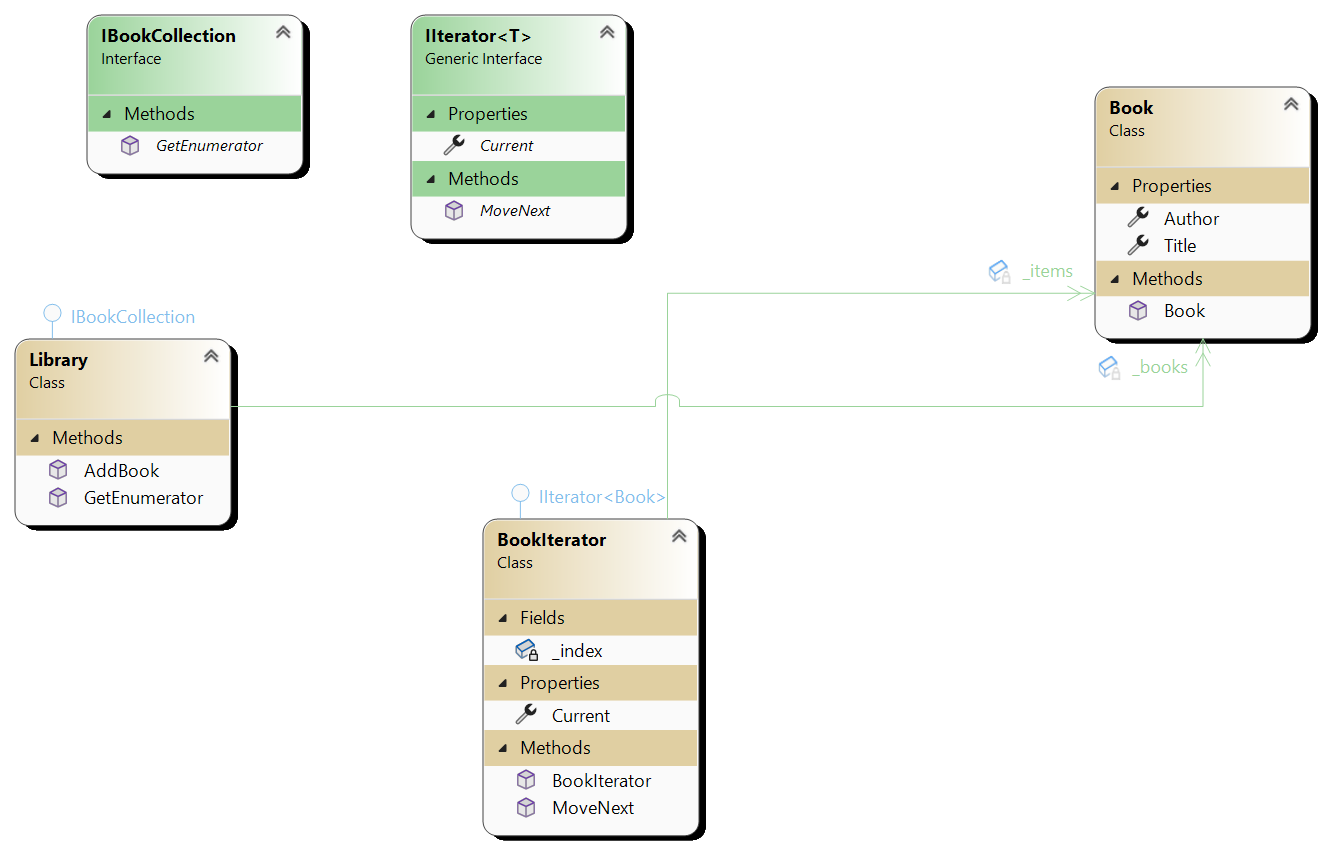 IBookCollection
Interface
Methods
GetEnumerator
IIterator<T>
Generic Interface
Properties
Current
Methods
MoveNext
Book
Class
Properties
Author
Title
Methods
Book
_items
_books
IBookCollection
Library
Class
Methods
AddBook
GetEnumerator
IIterator<Book>
BookIterator
Class
Fields
_index
Properties
Current
Methods
BookIterator
MoveNext